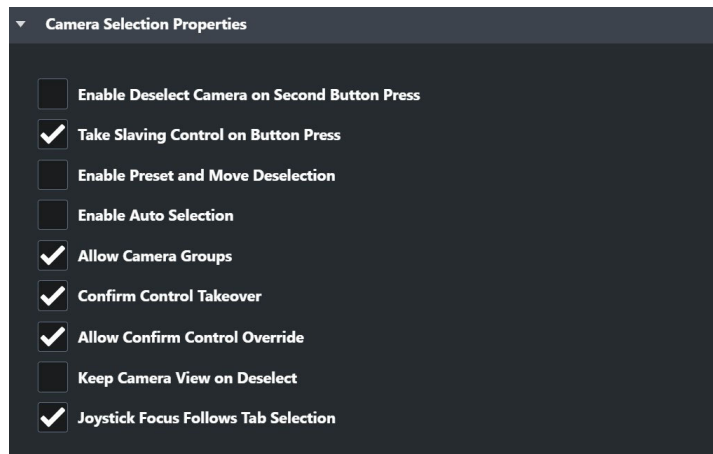 Camera Selection Properties
Enable Deselect Camera on Second Button Press
Take Slaving Control on Button Press
Enable Preset and Move Deselection
Enable Auto Selection
Allow Camera Groups
Confirm Control Takeover
Allow Confirm Control Override
Keep Camera View on Deselect
Joystick Focus Follows Tab Selection